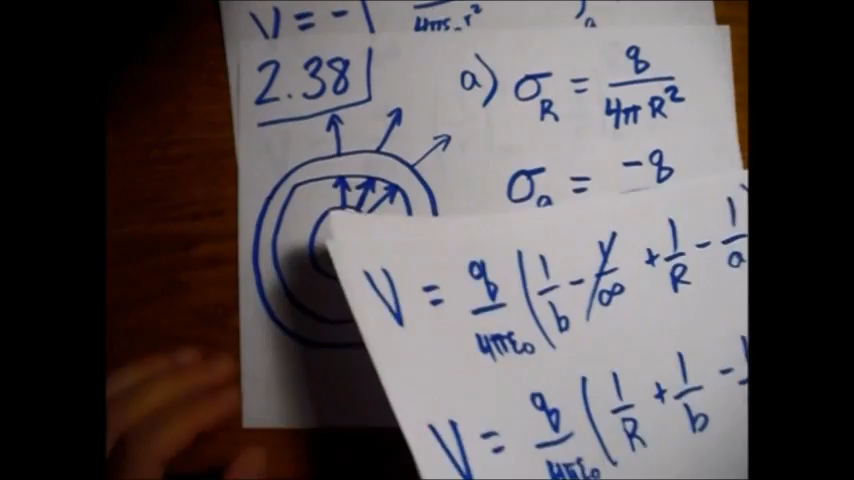 V = -∫
4πε₀r²
a
2.38
a) σ_R = q / 4πR²
σ_a = -q
V = q / 4πε₀ ( 1/b - 1/∞ + 1/R - 1/a )
V = q / 4πε₀ ( 1/R + 1/b -